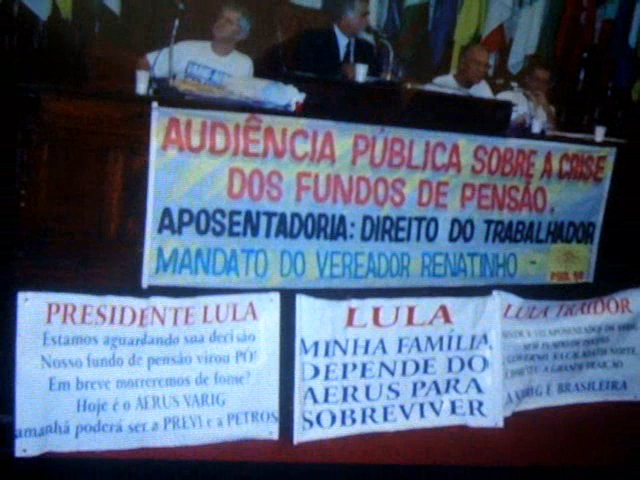 AUDIÊNCIA PÚBLICA SOBRE A CRISE
DOS FUNDOS DE PENSÃO.
APOSENTADORIA: DIREITO DO TRABALHADOR
MANDATO DO VEREADOR RENATINHO -
PRESIDENTE LULA
Estamos aguardando sua decisão
Nosso fundo de pensão virou PÓ!
Em breve morreremos de fome?
Hoje é o AERUS VARIG
amanhã poderá ser a PREVI e a PETROS
LULA
MINHA FAMÍLIA
DEPENDE DO
AERUS PARA
SOBREVIVER
LULA TRAIDOR
A VARIG É BRASILEIRA